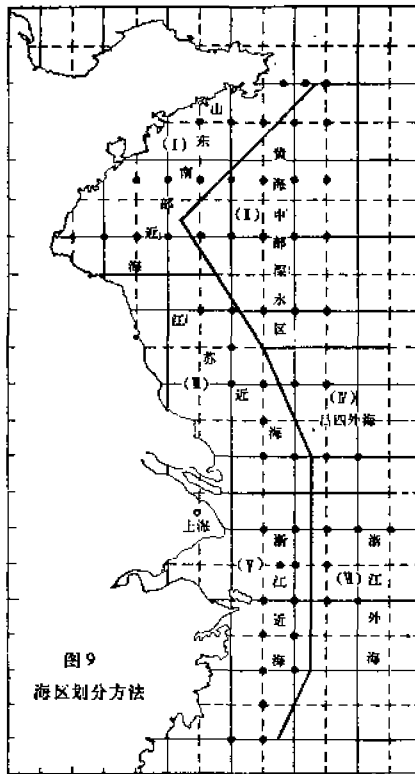 山东南部近海
(Ⅰ)
黄海中部深水区
(Ⅱ)
江苏近海
(Ⅲ)
(Ⅳ)
吕四外海
上海
浙江近海
(Ⅴ)
浙江外海
(Ⅵ)
图9
海区划分方法